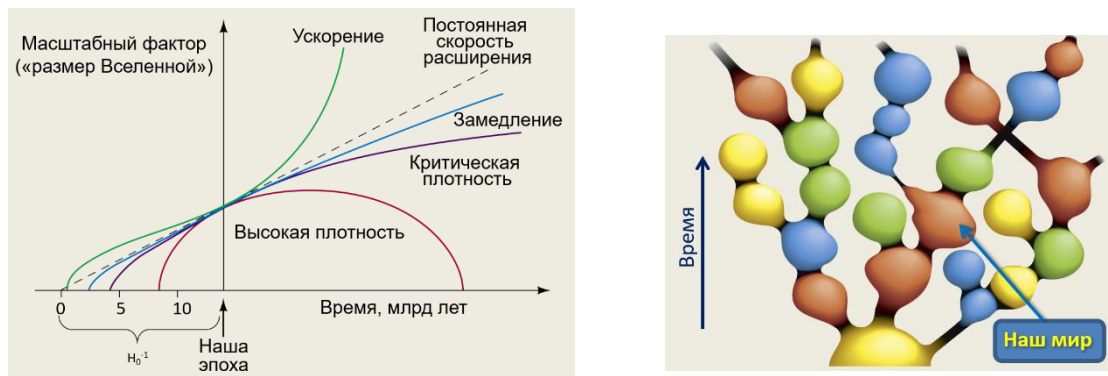 Масштабный фактор
(«размер Вселенной»)
Ускорение
Постоянная
скорость
расширения
Замедление
Критическая
плотность
Высокая плотность
0
5
10
Время, млрд лет
H₀⁻¹
Наша
эпоха
Время
Наш мир